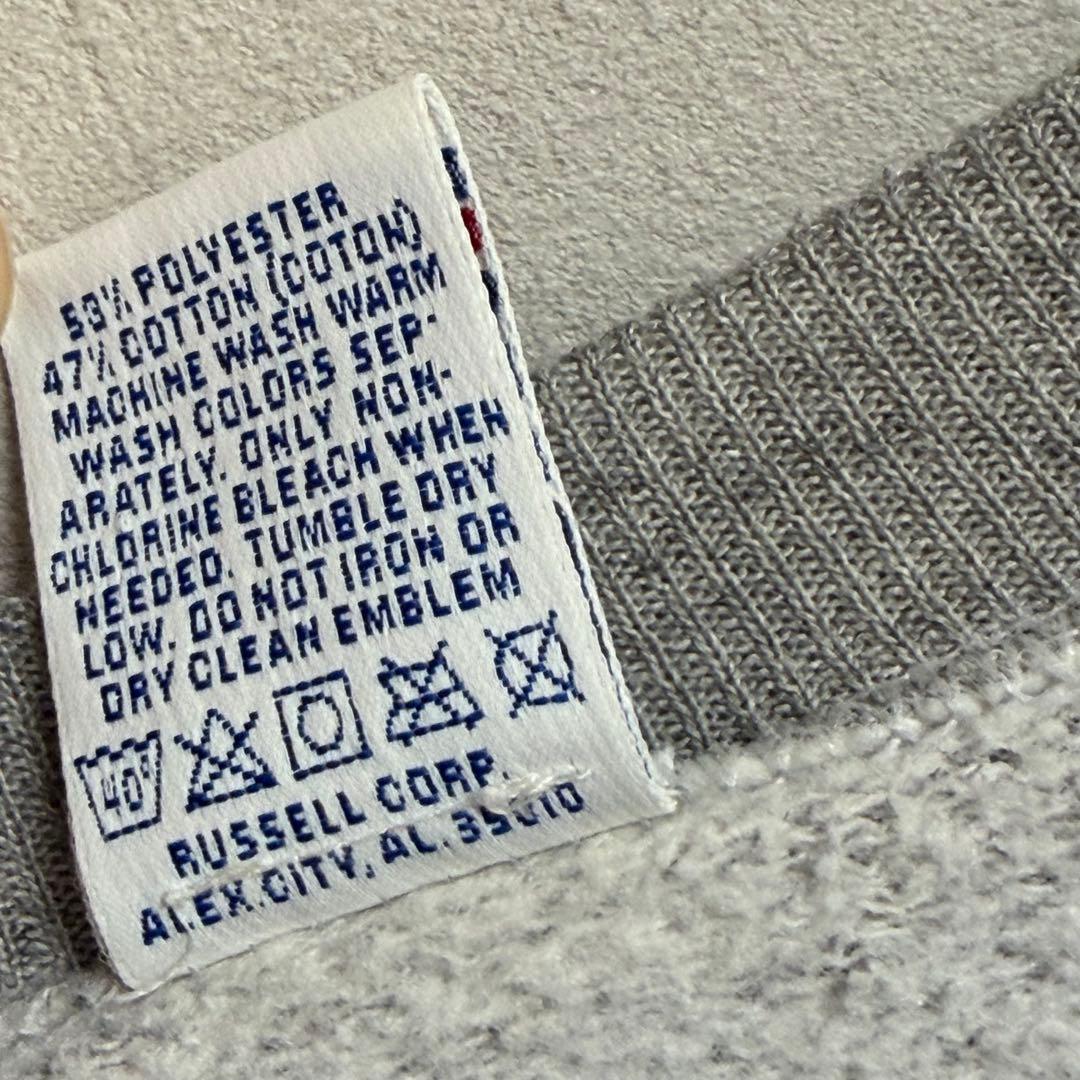 53% POLYESTER
47% COTTON (COTON)
MACHINE WASH WARM
WASH COLORS SEP-
ARATELY. ONLY NON-
CHLORINE BLEACH WHEN
NEEDED. TUMBLE DRY
LOW. DO NOT IRON OR
DRY CLEAN EMBLEM
40°
RUSSELL CORP.
ALEX.CITY, AL. 35010